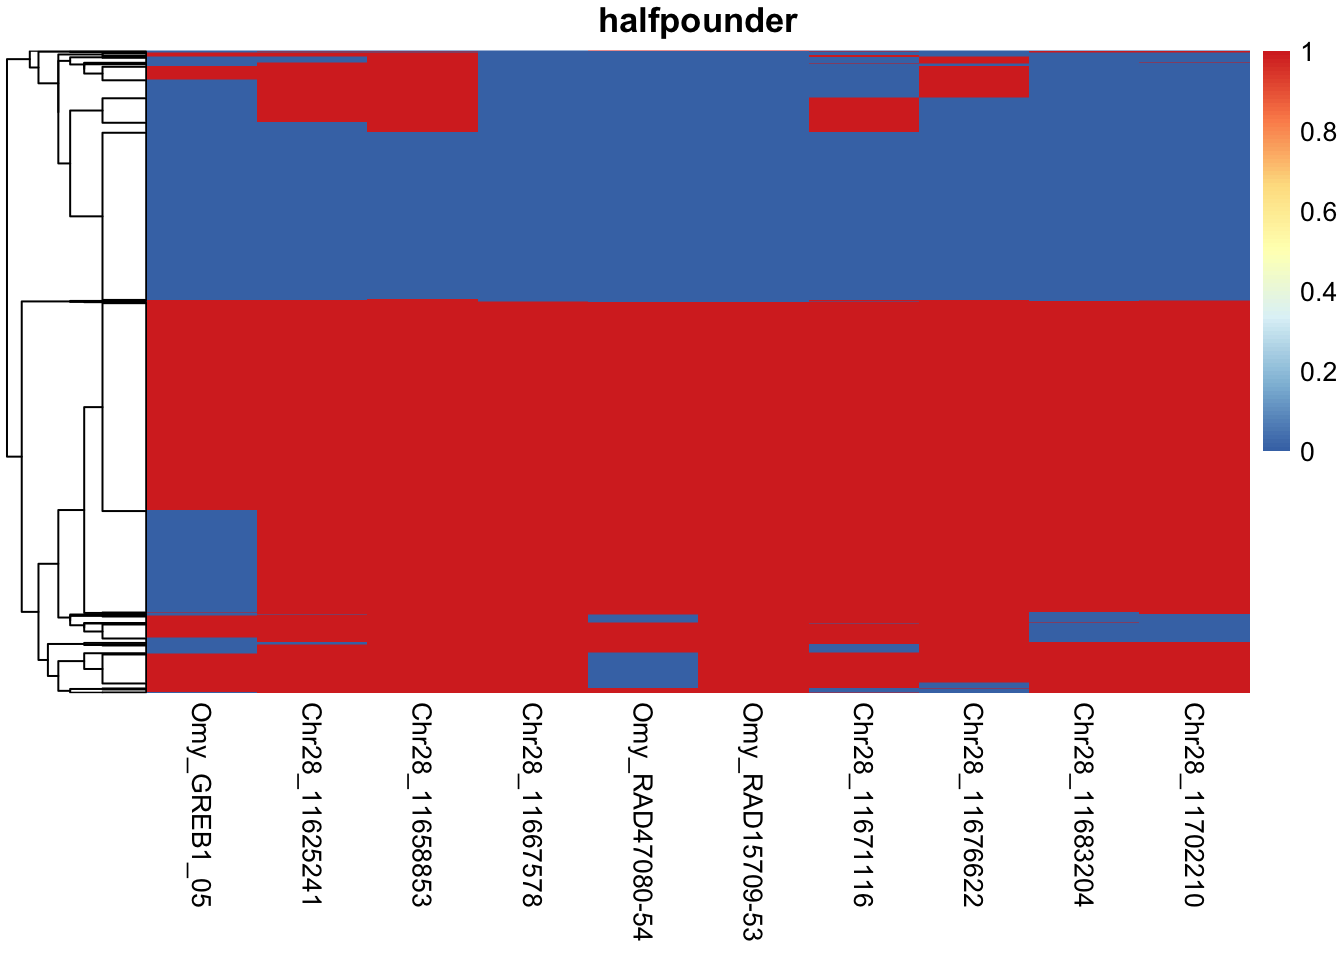 halfpounder
1
0.8
0.6
0.4
0.2
0
Omy_GREB1_05
Chr28_11625241
Chr28_11658853
Chr28_11667578
Omy_RAD47080-54
Omy_RAD15709-53
Chr28_11671116
Chr28_11676622
Chr28_11683204
Chr28_11702210